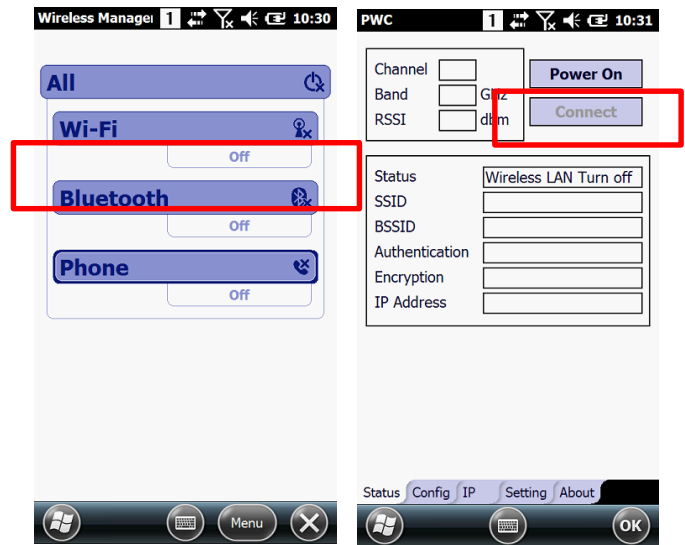 Wireless Manager 1 10:30
All
Wi-Fi
Off
Bluetooth
Off
Phone
Off
Menu
PWC 1 10:31
Channel
Band GHz
RSSI dbm
Power On
Connect
Status Wireless LAN Turn off
SSID
BSSID
Authentication
Encryption
IP Address
Status Config IP Setting About
OK